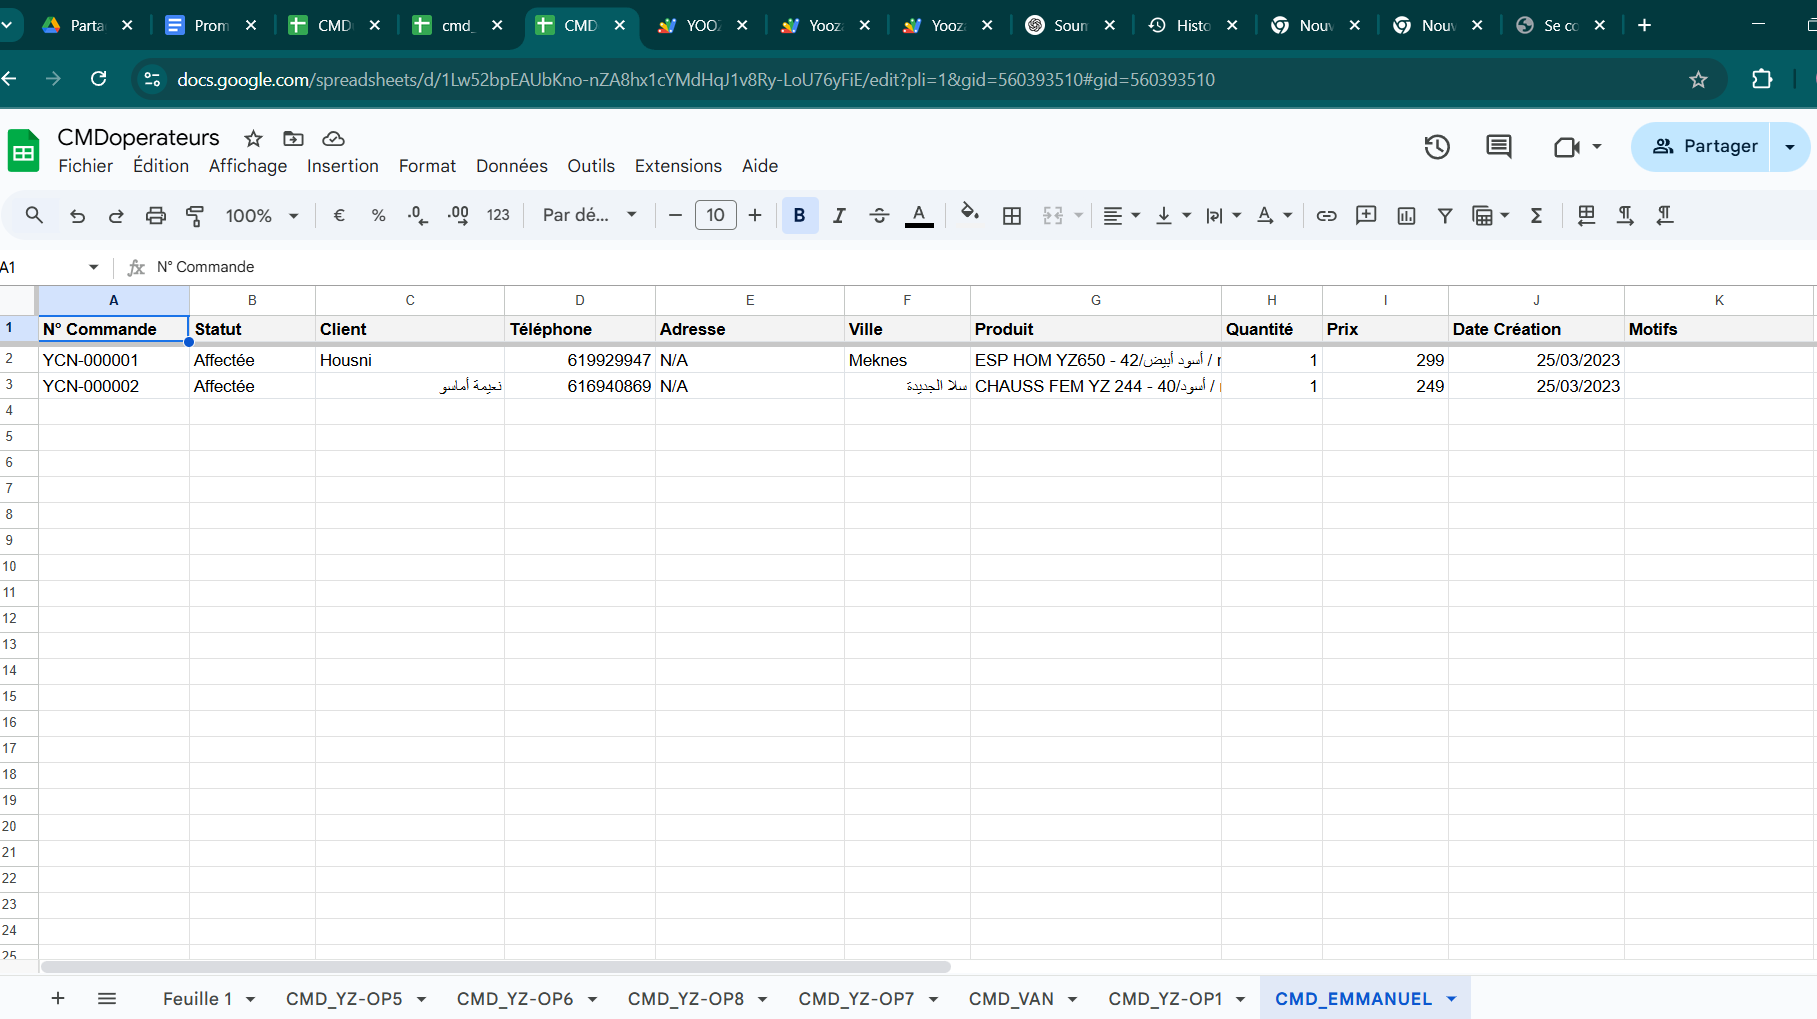 Parta
Prom
CMD
cmd_
CMD
YOOZ
Yooz
Yooz
Soun
Histo
Nouv
Nouv
Se co
docs.google.com/spreadsheets/d/1Lw52bpEAUbKno-nZA8hx1cYMdHqJ1v8Ry-LoU76yFiE/edit?pli=1&gid=560393510#gid=560393510
CMDoperateurs
Partager
Fichier Édition Affichage Insertion Format Données Outils Extensions Aide
100% € % .0 .00 123 Par dé... 10 B I A
A1 fx N° Commande
A B C D E F G H I J K
1 N° Commande Statut Client Téléphone Adresse Ville Produit Quantité Prix Date Création Motifs
2 YCN-000001 Affectée Housni 619929947 N/A Meknes ESP HOM YZ650 - 42/أسود أبيض / 1 299 25/03/2023
3 YCN-000002 Affectée نعيمة أماسو 616940869 N/A سلا الجديدة CHAUSS FEM YZ 244 - 40/أسود / 1 249 25/03/2023
4
5
6
7
8
9
10
11
12
13
14
15
16
17
18
19
20
21
22
23
24
25
Feuille 1 CMD_YZ-OP5 CMD_YZ-OP6 CMD_YZ-OP8 CMD_YZ-OP7 CMD_VAN CMD_YZ-OP1 CMD_EMMANUEL